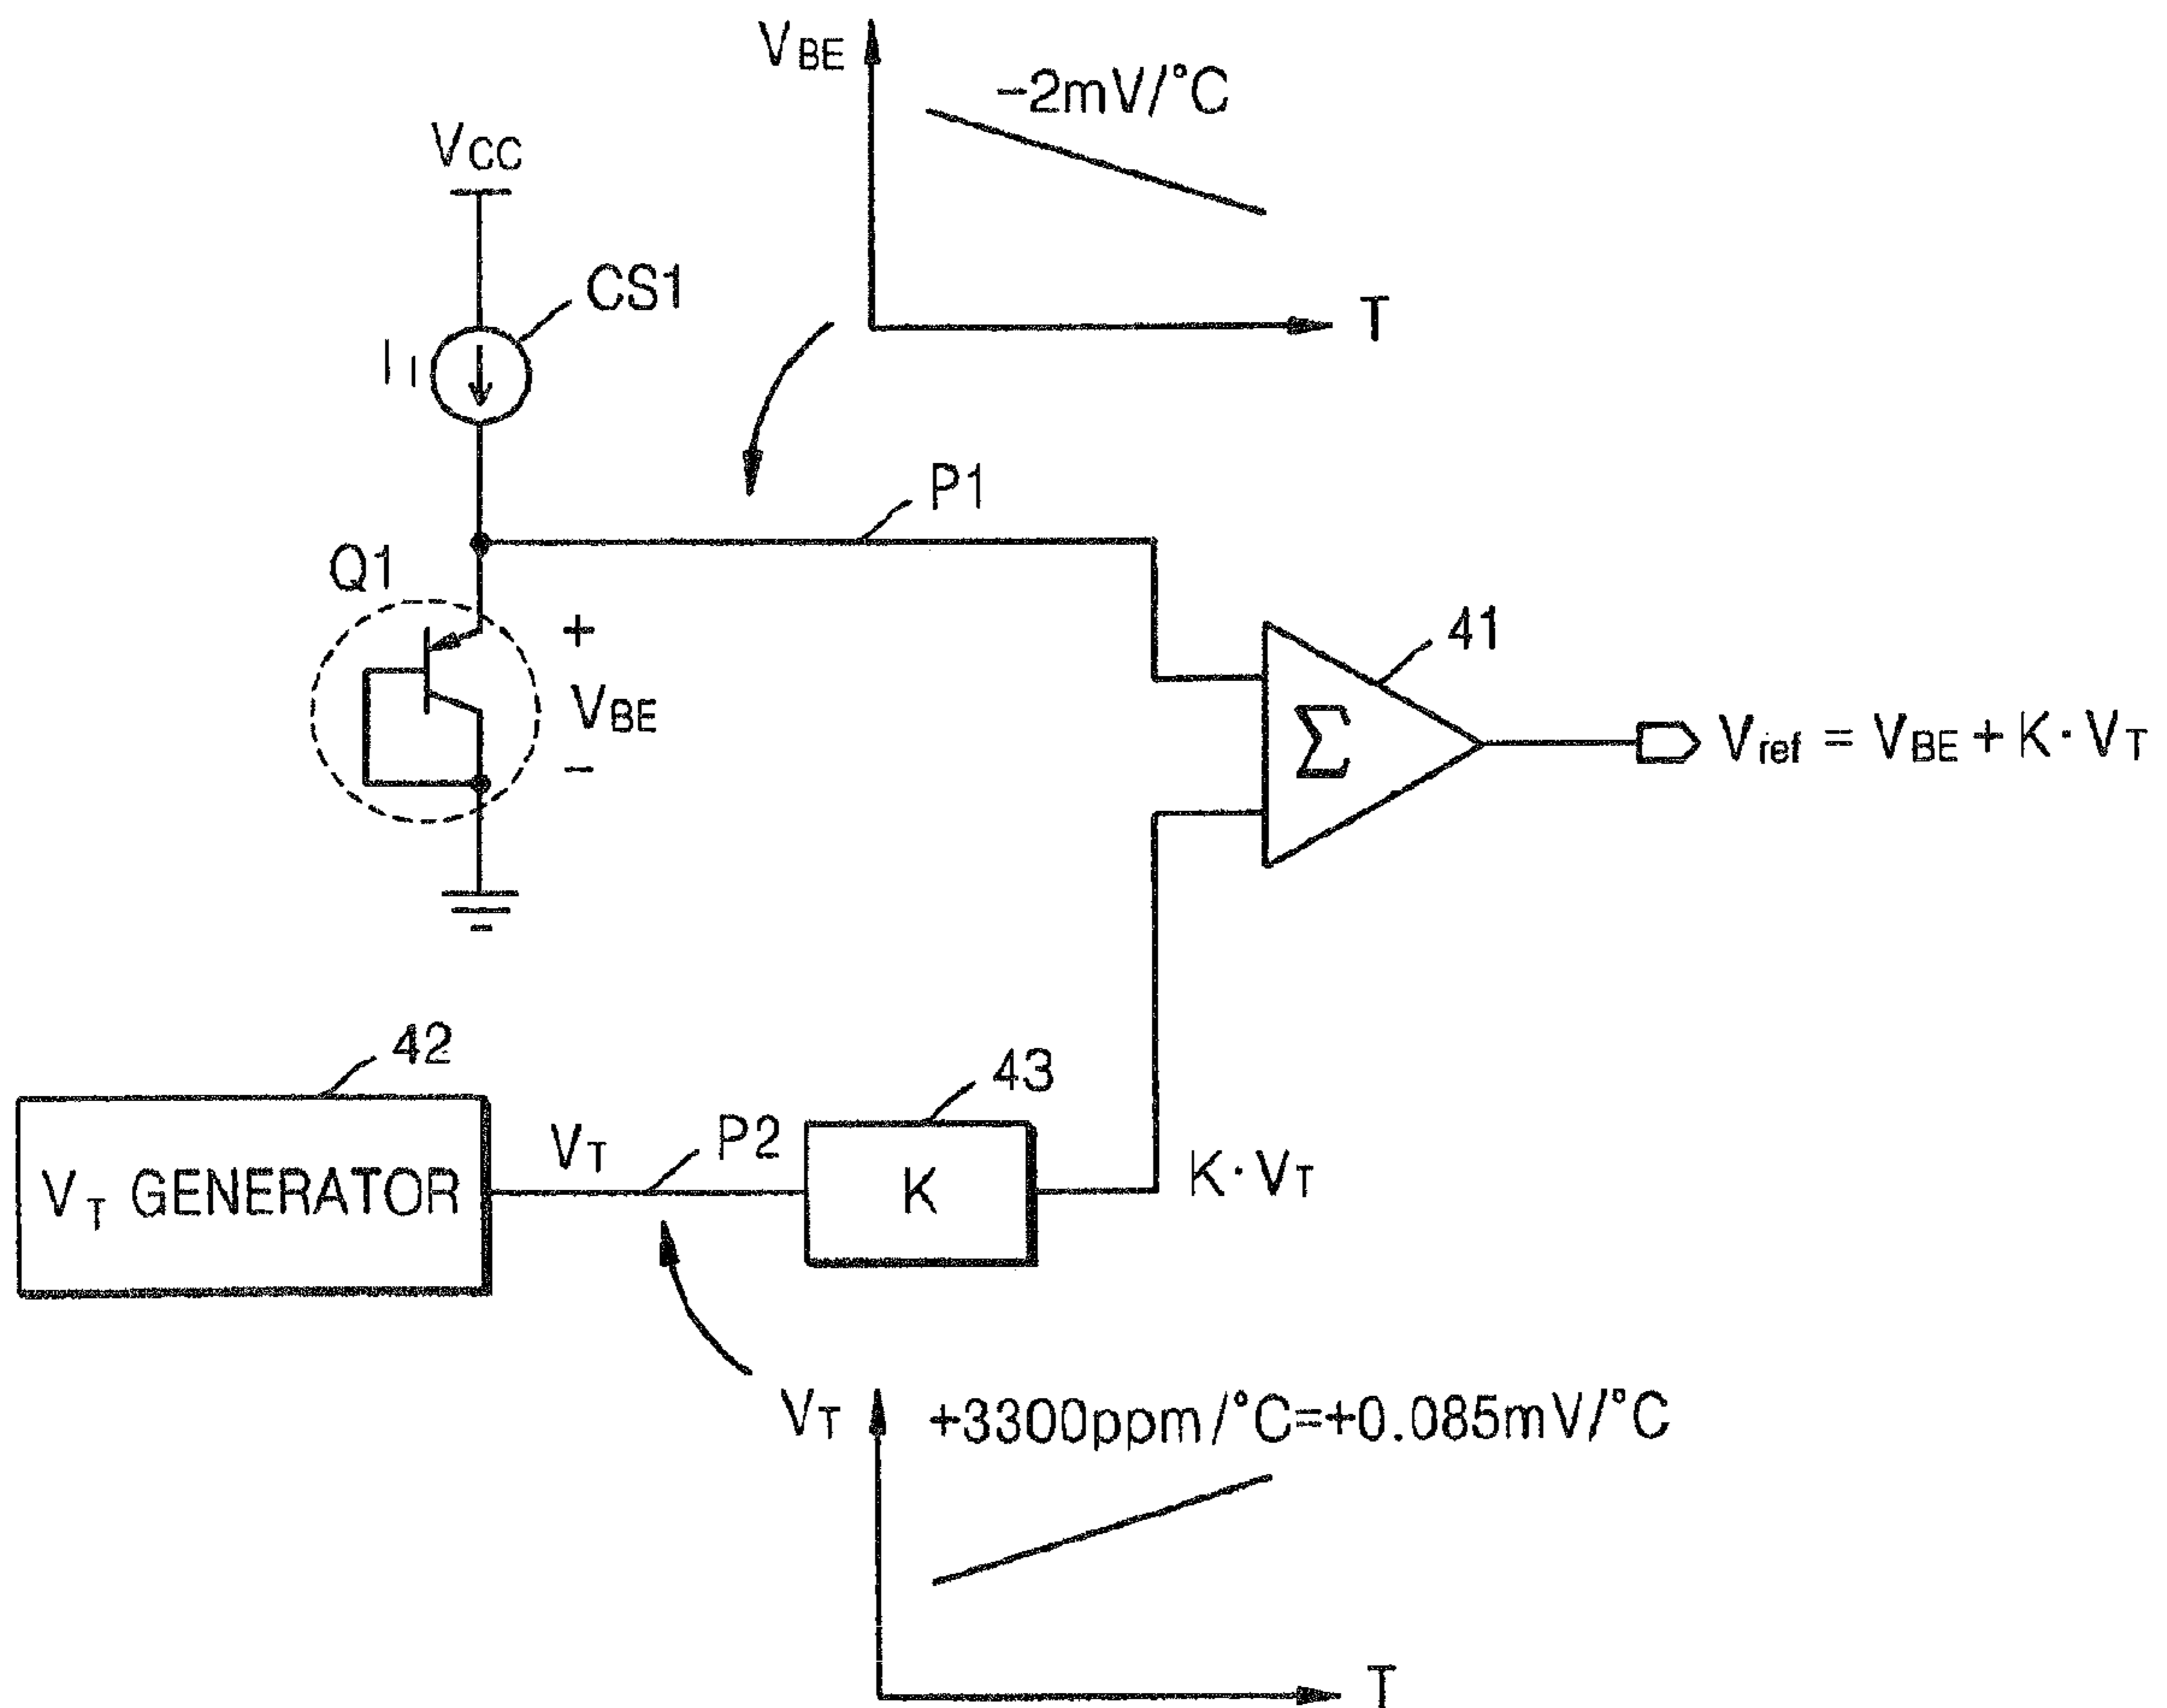 VBE
-2mV/°C
VCC
CS1
I1
T
P1
Q1
+
VBE
-
41
Σ
Vref = VBE + K · VT
42
43
VT GENERATOR
VT
P2
K
K · VT
VT
+3300ppm/°C=+0.085mV/°C
T